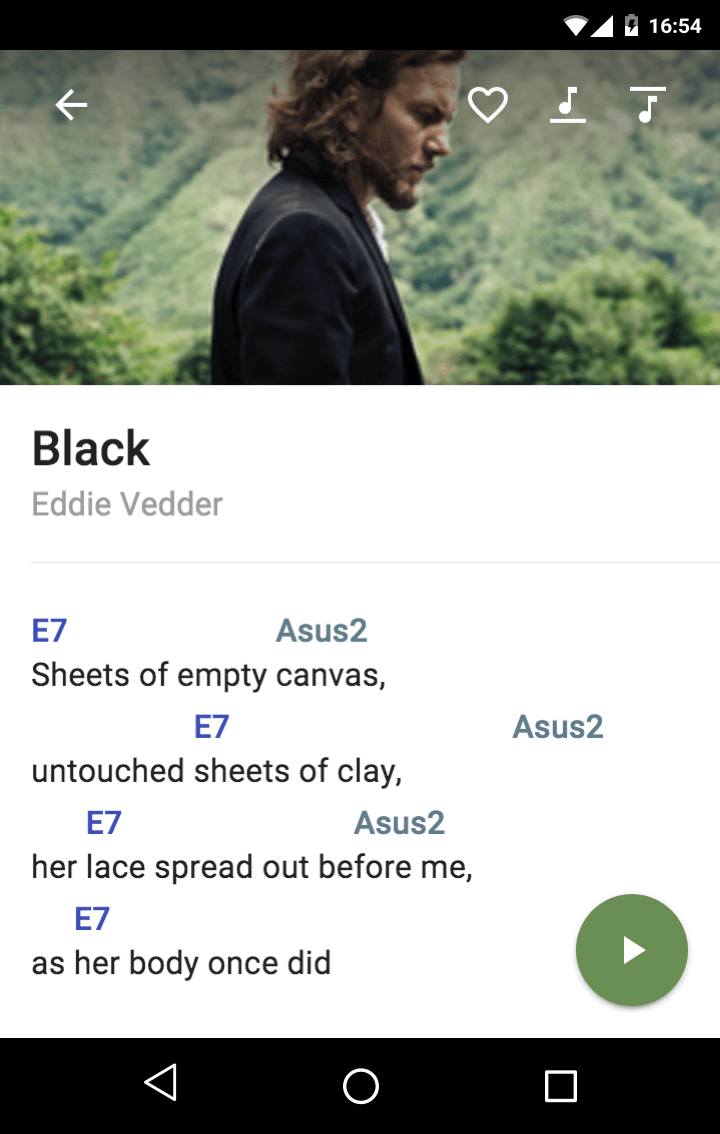 16:54
Black
Eddie Vedder
E7 Asus2
Sheets of empty canvas,
E7 Asus2
untouched sheets of clay,
E7 Asus2
her lace spread out before me,
E7
as her body once did